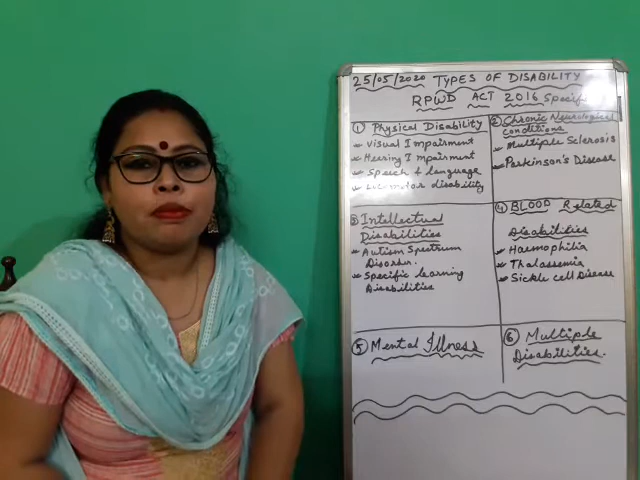 25/05/2020 TYPES OF DISABILITY
RPWD ACT 2016 Specif
① Physical Disability
Visual Impairment
Heering Impairment
Speech & language
Locomotor disability
② Chronic Neurological
conditions
Multiple Sclerosis
Parkinson's Disease
③ Intellectual
Disabilities
Autism Spectrum
Disorder.
Specific learning
Disabilities
④ BLOOD Related
Disabilities
Haemophilia
Thalassemia
Sickle cell Disease
⑤ Mental Illness
⑥ Multiple
Disabilities.